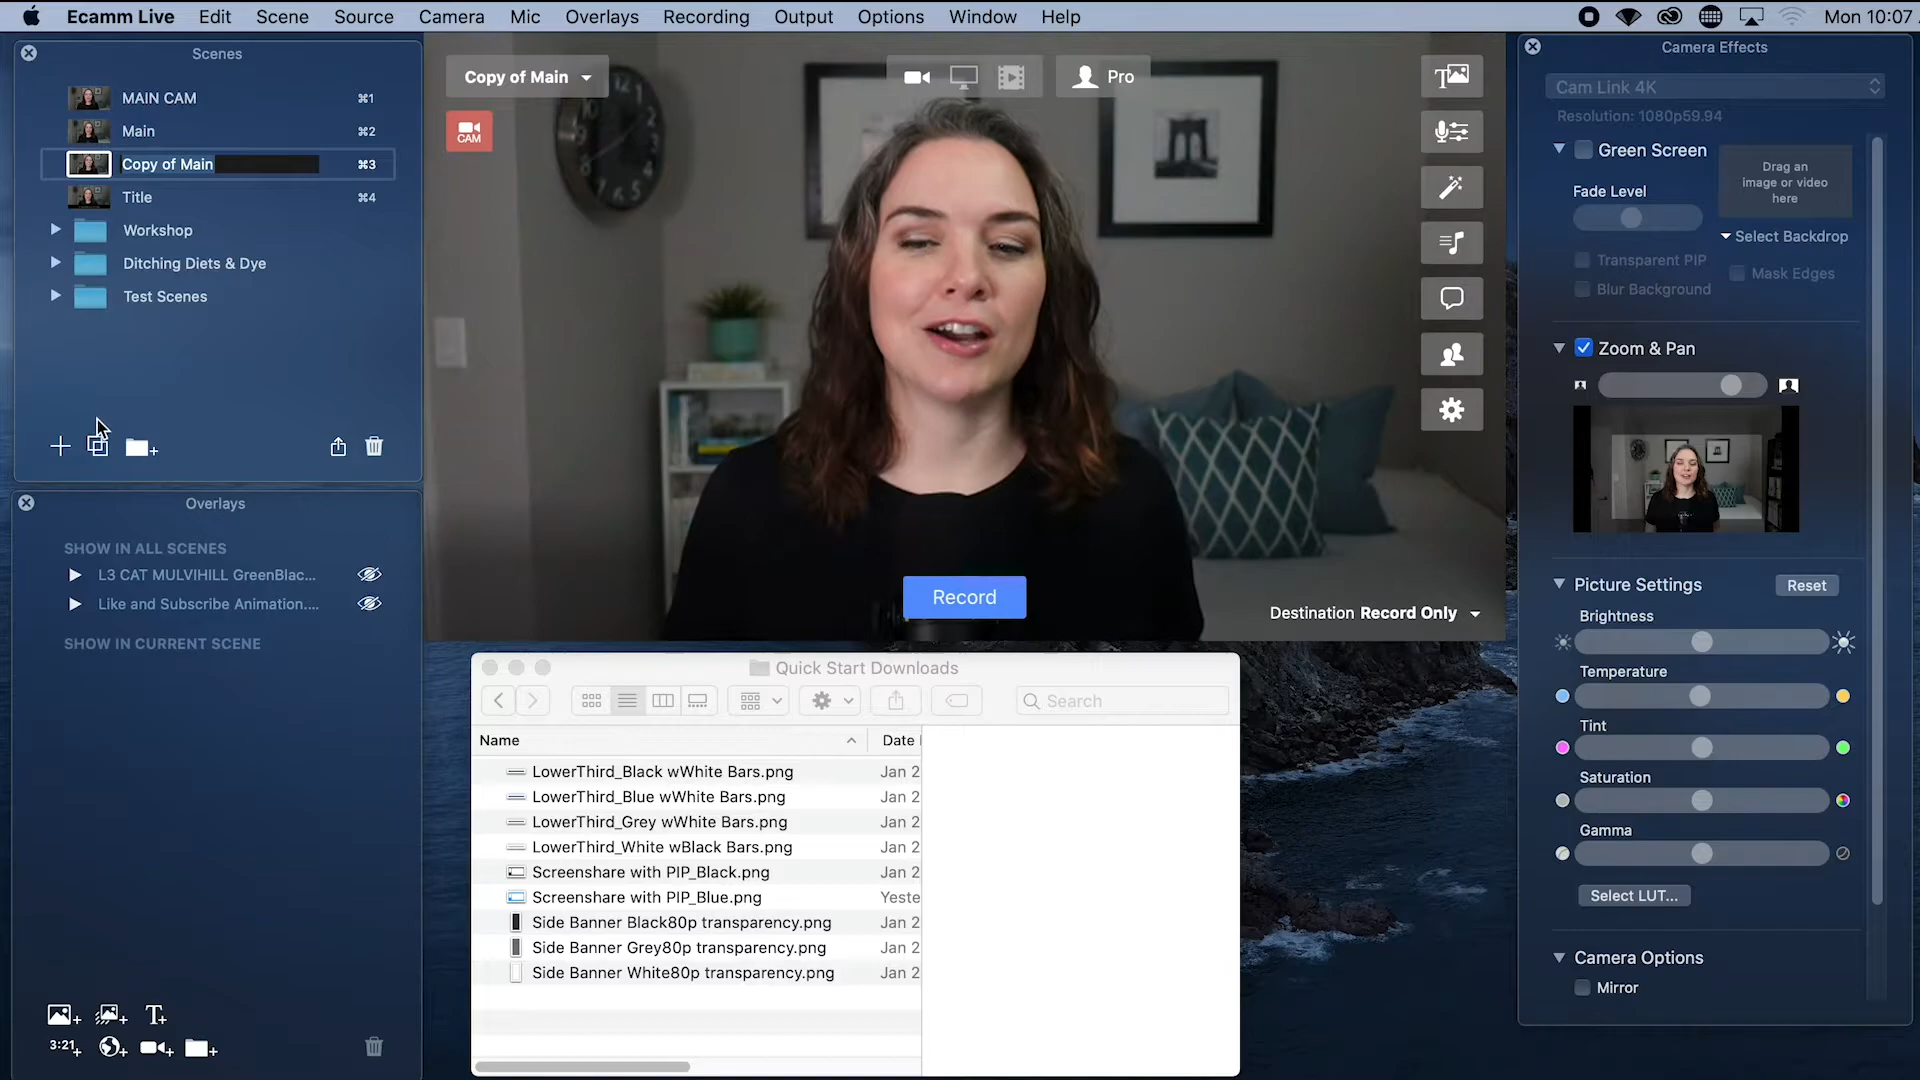 Ecamm Live Edit Scene Source Camera Mic Overlays Recording Output Options Window Help Mon 10:07
Scenes
MAIN CAM ⌘1
Main ⌘2
Copy of Main ⌘3
Title ⌘4
Workshop
Ditching Diets & Dye
Test Scenes
Overlays
SHOW IN ALL SCENES
L3 CAT MULVIHILL GreenBlac...
Like and Subscribe Animation....
SHOW IN CURRENT SCENE
T+
3:21+
Copy of Main
Pro
CAM
T
Record
Destination Record Only
Quick Start Downloads
Search
Name Date
LowerThird_Black wWhite Bars.png Jan 2
LowerThird_Blue wWhite Bars.png Jan 2
LowerThird_Grey wWhite Bars.png Jan 2
LowerThird_White wBlack Bars.png Jan 2
Screenshare with PIP_Black.png Jan 2
Screenshare with PIP_Blue.png Yeste
Side Banner Black80p transparency.png Jan 2
Side Banner Grey80p transparency.png Jan 2
Side Banner White80p transparency.png Jan 2
Camera Effects
Cam Link 4K
Resolution: 1080p59.94
Green Screen
Drag an
image or video
here
Fade Level
Select Backdrop
Transparent PIP
Mask Edges
Blur Background
Zoom & Pan
Picture Settings Reset
Brightness
Temperature
Tint
Saturation
Gamma
Select LUT...
Camera Options
Mirror